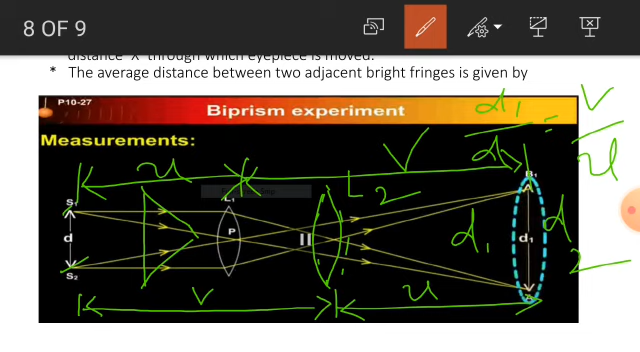 8 OF 9
distance 'X' through which eyepiece is moved.
* The average distance between two adjacent bright fringes is given by
P10-27
Biprism experiment
Measurements:
d1 / d = v / u
u
V
S1
L1
L2
B1
d
P
d1
d1
d2
S2
v
u